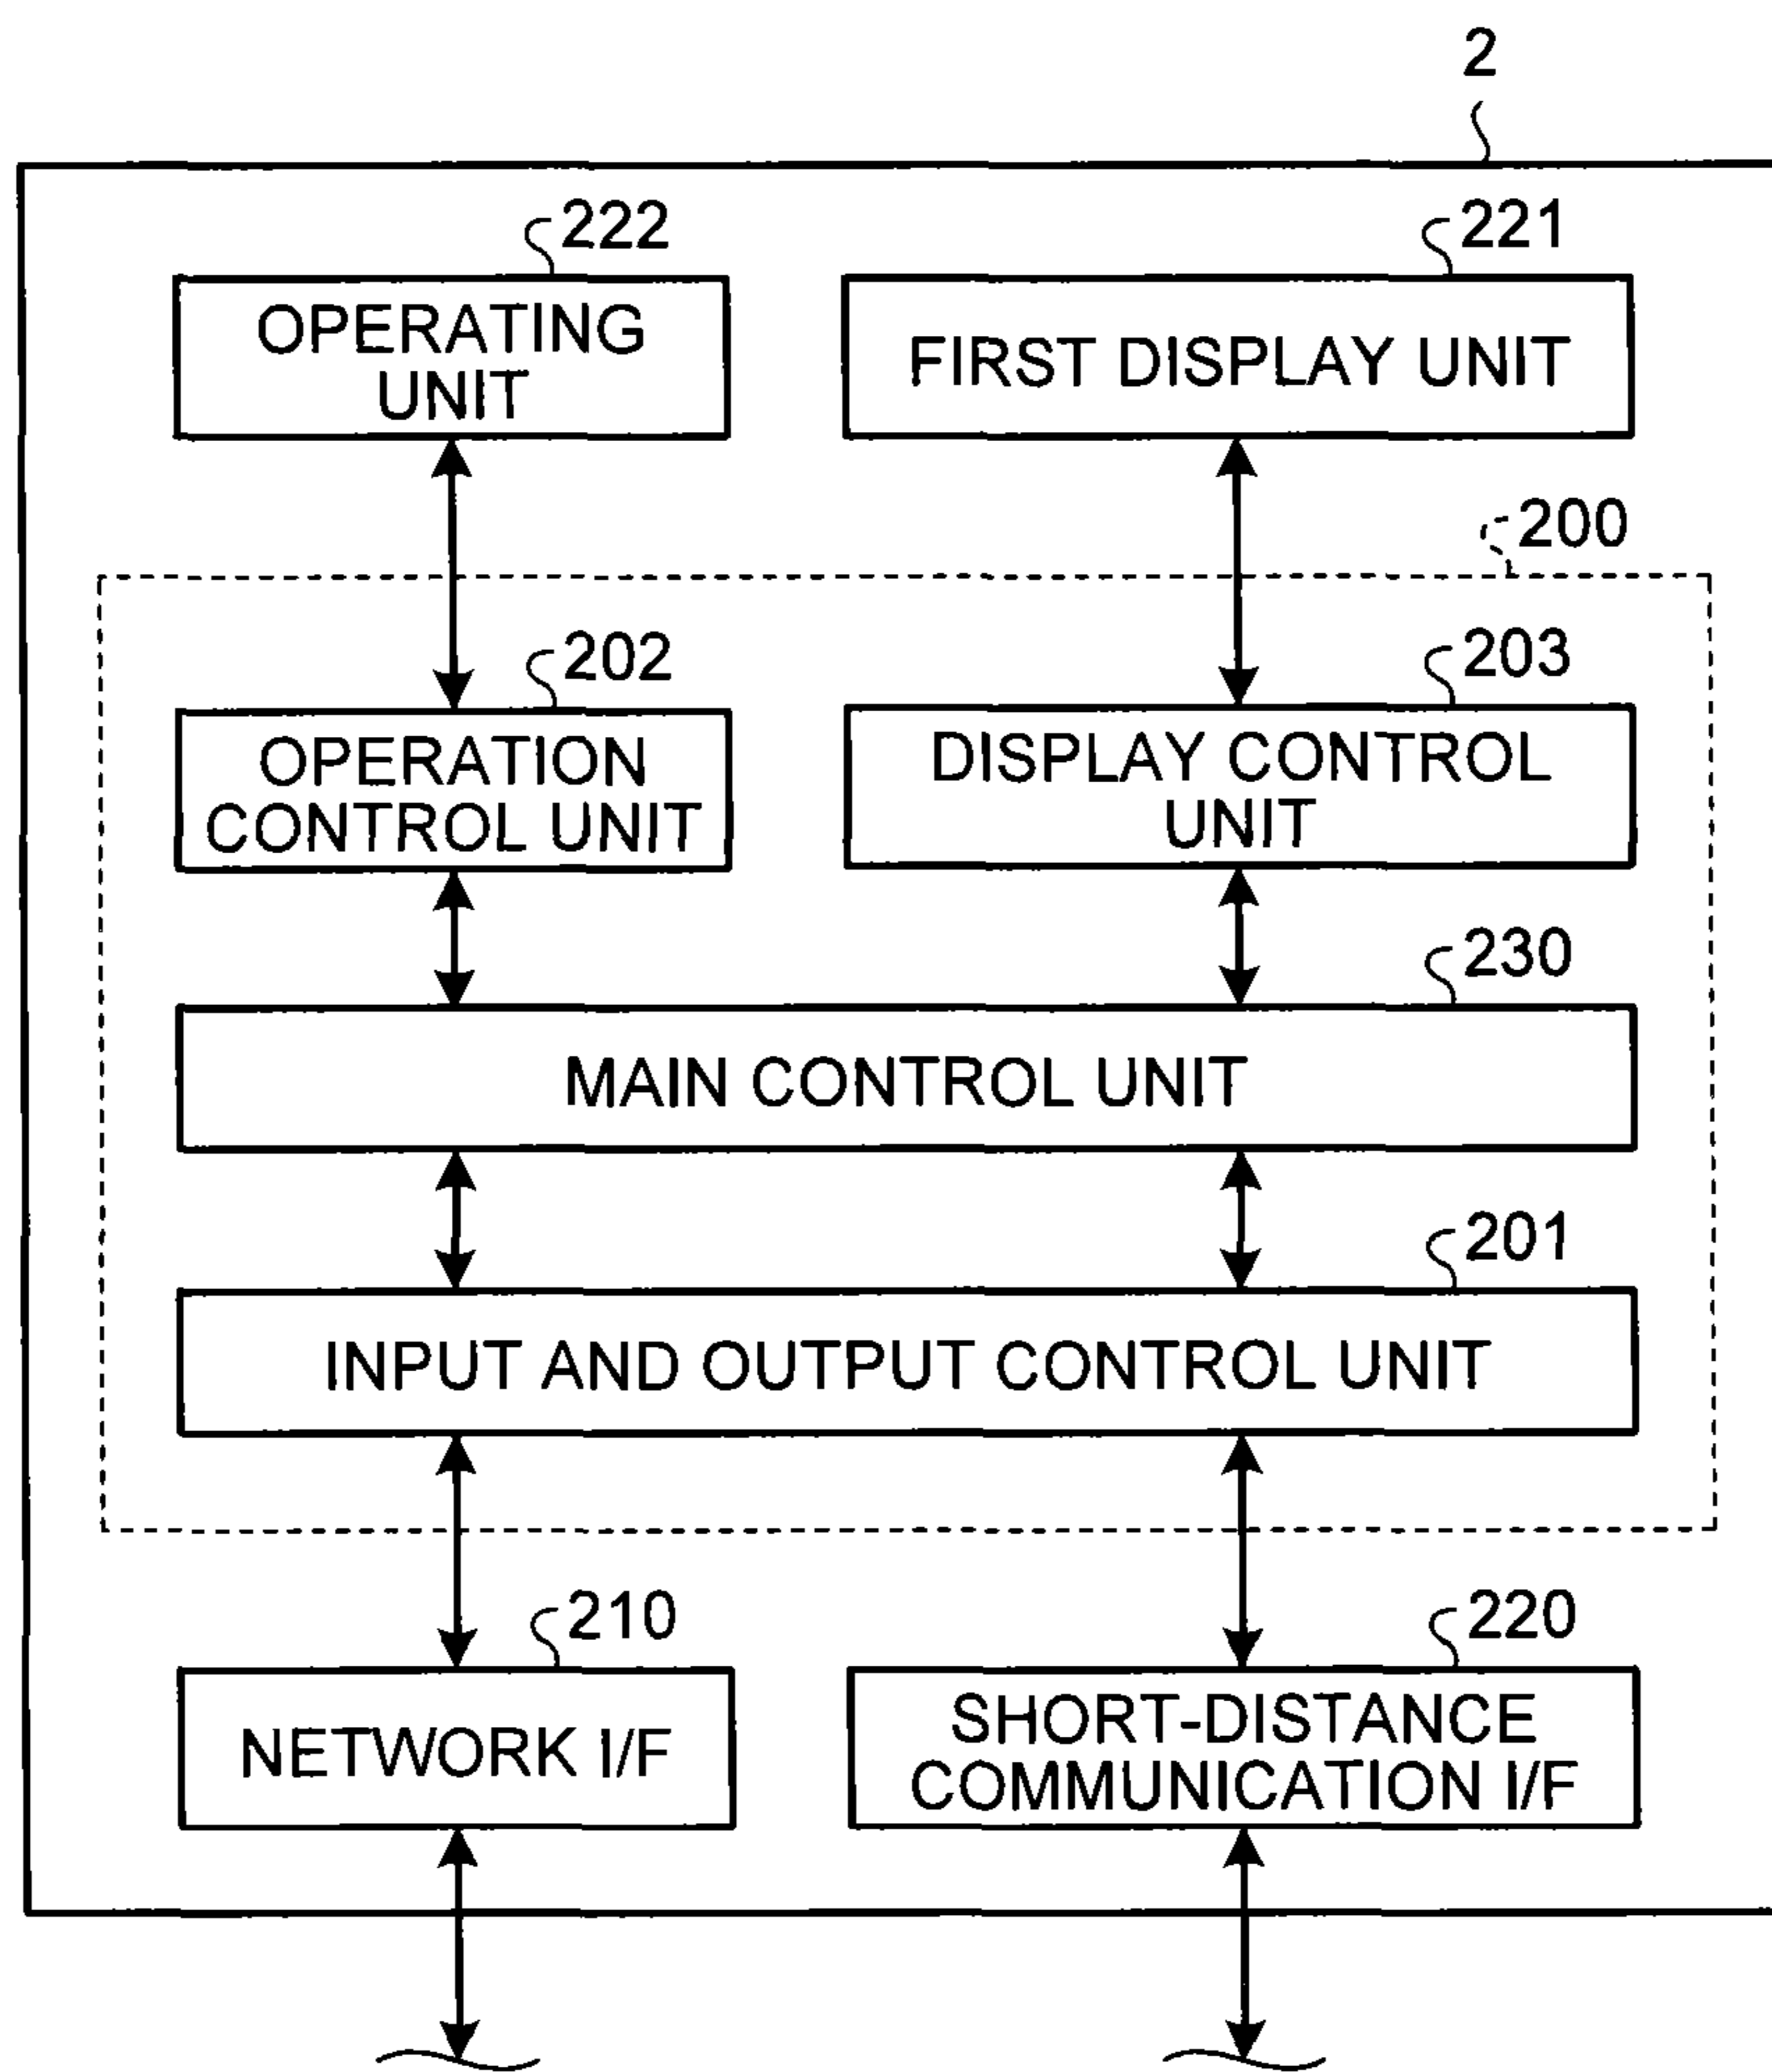 2
222
221
OPERATING
UNIT
FIRST DISPLAY UNIT
200
202
203
OPERATION
CONTROL UNIT
DISPLAY CONTROL
UNIT
230
MAIN CONTROL UNIT
201
INPUT AND OUTPUT CONTROL UNIT
210
220
NETWORK I/F
SHORT-DISTANCE
COMMUNICATION I/F